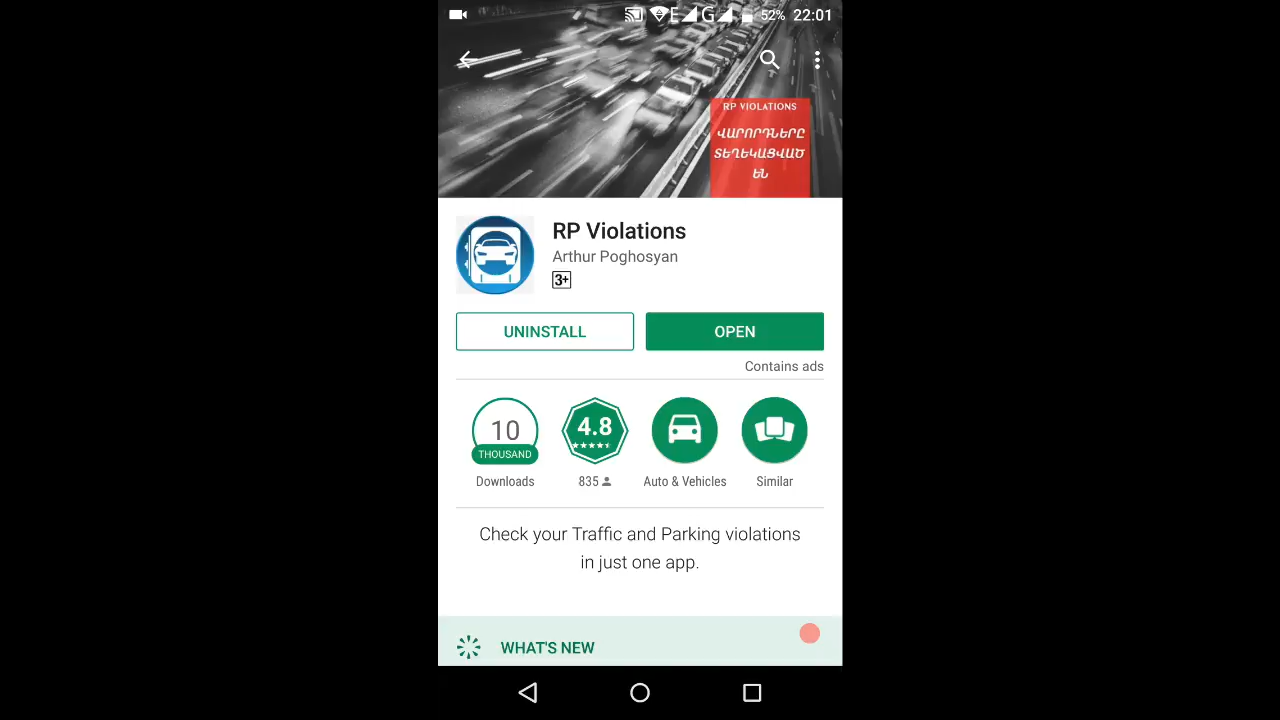 E G 52% 22:01
RP VIOLATIONS
ՎԱՐՈՐԴՆԵՐԸ
ՏԵՂԵԿԱՑՎԱԾ
ԵՆ
RP Violations
Arthur Poghosyan
3+
UNINSTALL
OPEN
Contains ads
10
THOUSAND
Downloads
4.8
835
Auto & Vehicles
Similar
Check your Traffic and Parking violations
in just one app.
WHAT'S NEW